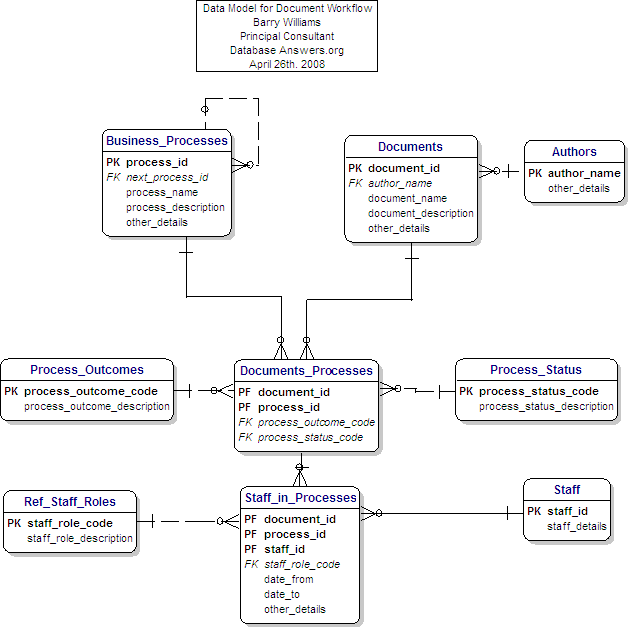 Data Model for Document Workflow
Barry Williams
Principal Consultant
Database Answers.org
April 26th. 2008
Business_Processes
PK process_id
FK next_process_id
process_name
process_description
other_details
Documents
PK document_id
FK author_name
document_name
document_description
other_details
Authors
PK author_name
other_details
Process_Outcomes
PK process_outcome_code
process_outcome_description
Documents_Processes
PF document_id
PF process_id
FK process_outcome_code
FK process_status_code
Process_Status
PK process_status_code
process_status_description
Ref_Staff_Roles
PK staff_role_code
staff_role_description
Staff_in_Processes
PF document_id
PF process_id
PF staff_id
FK staff_role_code
date_from
date_to
other_details
Staff
PK staff_id
staff_details